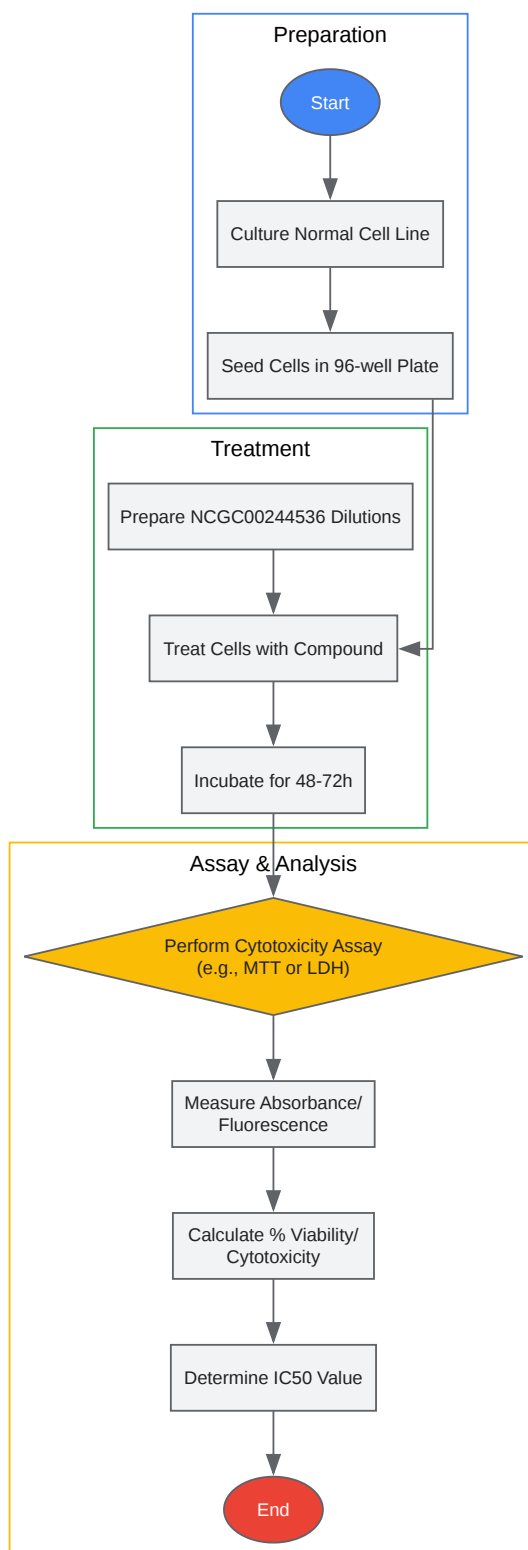 Preparation
Start
Culture Normal Cell Line
Seed Cells in 96-well Plate
Treatment
Prepare NCGC00244536 Dilutions
Treat Cells with Compound
Incubate for 48-72h
Assay & Analysis
Perform Cytotoxicity Assay
(e.g., MTT or LDH)
Measure Absorbance/
Fluorescence
Calculate % Viability/
Cytotoxicity
Determine IC50 Value
End